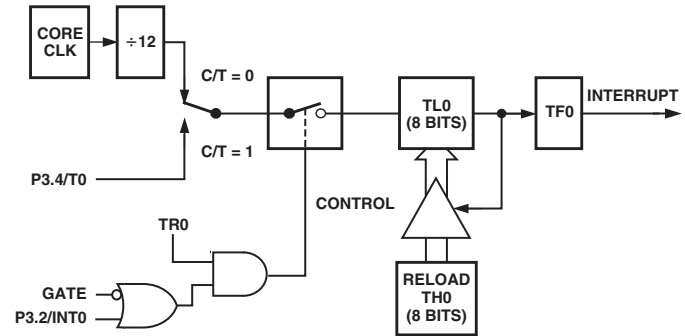 CORE
CLK
÷12
C/T = 0
C/T = 1
P3.4/T0
TL0
(8 BITS)
TF0
INTERRUPT
CONTROL
TR0
GATE
P3.2/INT0
RELOAD
TH0
(8 BITS)